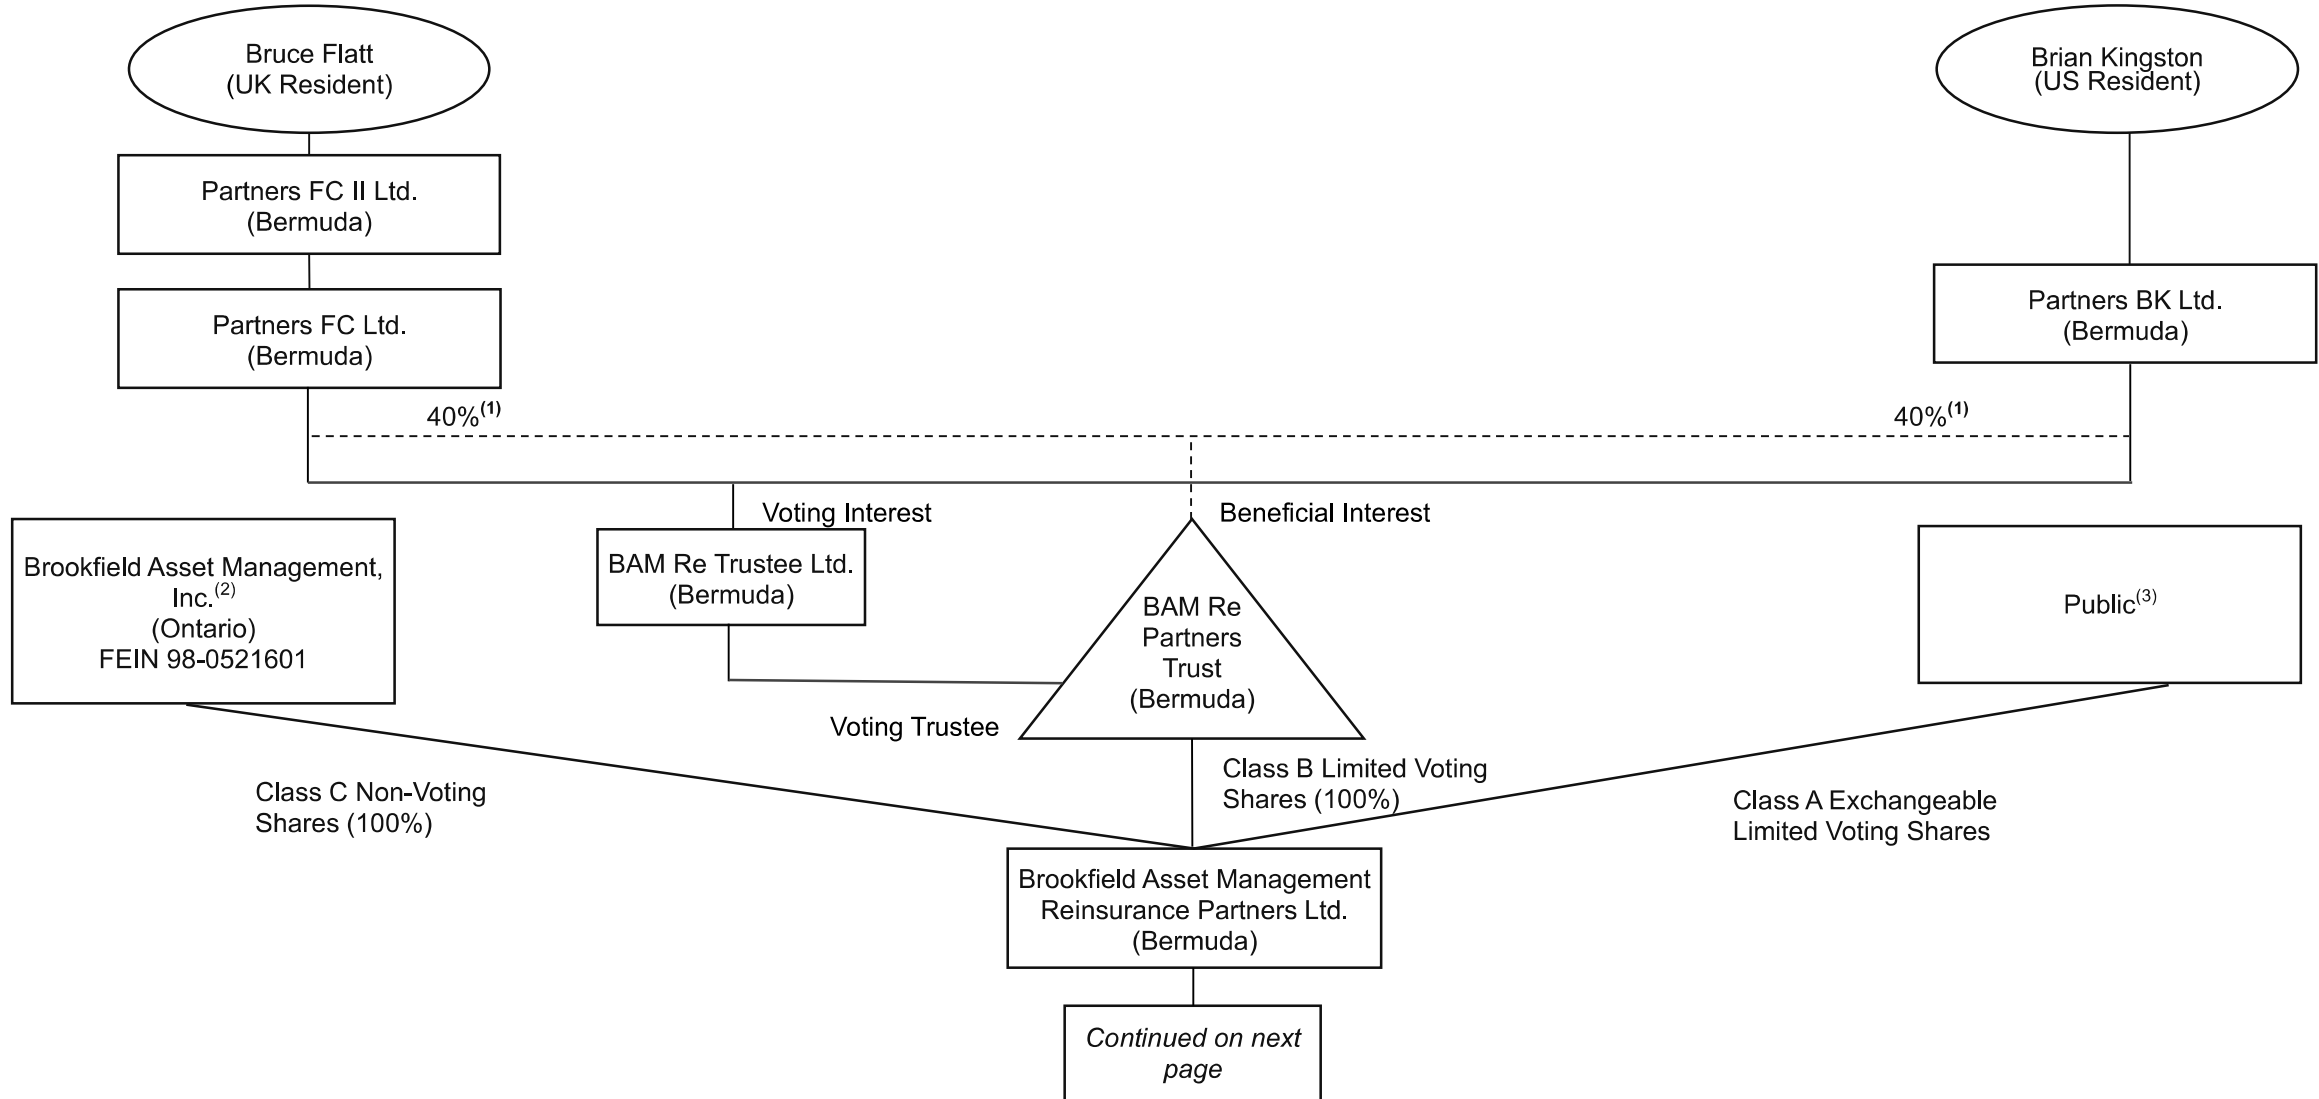 Bruce Flatt
(UK Resident)
Brian Kingston
(US Resident)
Partners FC II Ltd.
(Bermuda)
Partners FC Ltd.
(Bermuda)
Partners BK Ltd.
(Bermuda)
40%(1)
40%(1)
Voting Interest
Beneficial Interest
Brookfield Asset Management,
Inc.(2)
(Ontario)
FEIN 98-0521601
BAM Re Trustee Ltd.
(Bermuda)
BAM Re
Partners
Trust
(Bermuda)
Public(3)
Voting Trustee
Class C Non-Voting
Shares (100%)
Class B Limited Voting
Shares (100%)
Class A Exchangeable
Limited Voting Shares
Brookfield Asset Management
Reinsurance Partners Ltd.
(Bermuda)
Continued on next
page